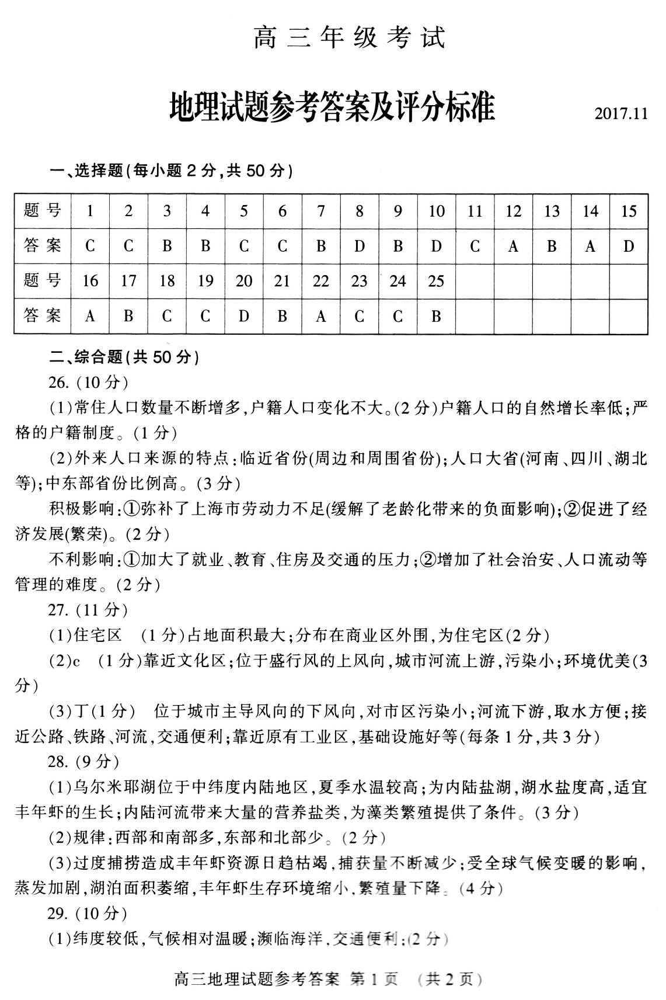 高三年级考试
地理试题参考答案及评分标准 2017.11
一、选择题(每小题2分,共50分)
题号 1 2 3 4 5 6 7 8 9 10 11 12 13 14 15
答案 C C B B C C B D B D C A B A D
题号 16 17 18 19 20 21 22 23 24 25
答案 A B C C D B A C C B
二、综合题(共50分)
26. (10分)
(1)常住人口数量不断增多,户籍人口变化不大。(2分)户籍人口的自然增长率低;严
格的户籍制度。(1分)
(2)外来人口来源的特点:临近省份(周边和周围省份);人口大省(河南、四川、湖北
等);中东部省份比例高。(3分)
积极影响:①弥补了上海市劳动力不足(缓解了老龄化带来的负面影响);②促进了经
济发展(繁荣)。(2分)
不利影响:①加大了就业、教育、住房及交通的压力;②增加了社会治安、人口流动等
管理的难度。(2分)
27. (11分)
(1)住宅区 (1分)占地面积最大;分布在商业区外围,为住宅区(2分)
(2)c (1分)靠近文化区;位于盛行风的上风向,城市河流上游,污染小;环境优美(3
分)
(3)丁(1分) 位于城市主导风向的下风向,对市区污染小;河流下游,取水方便;接
近公路、铁路、河流,交通便利;靠近原有工业区,基础设施好等(每条1分,共3分)
28. (9分)
(1)乌尔米耶湖位于中纬度内陆地区,夏季水温较高;为内陆盐湖,湖水盐度高,适宜
丰年虾的生长;内陆河流带来大量的营养盐类,为藻类繁殖提供了条件。(3分)
(2)规律:西部和南部多,东部和北部少。(2分)
(3)过度捕捞造成丰年虾资源日趋枯竭,捕获量不断减少;受全球气候变暖的影响,
蒸发加剧,湖泊面积萎缩,丰年虾生存环境缩小,繁殖量下降。(4分)
29. (10分)
(1)纬度较低,气候相对温暖;濒临海洋,交通便利;(2分)
高三地理试题参考答案 第1页 (共2页)